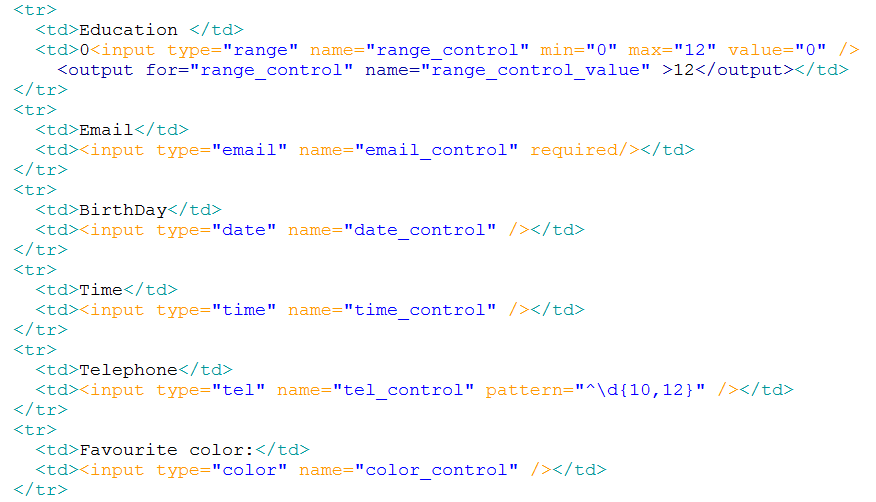 <tr>
<td>Education </td>
<td>0<input type="range" name="range_control" min="0" max="12" value="0" />
<output for="range_control" name="range_control_value" >12</output></td>
</tr>
<tr>
<td>Email</td>
<td><input type="email" name="email_control" required/></td>
</tr>
<tr>
<td>BirthDay</td>
<td><input type="date" name="date_control" /></td>
</tr>
<tr>
<td>Time</td>
<td><input type="time" name="time_control" /></td>
</tr>
<tr>
<td>Telephone</td>
<td><input type="tel" name="tel_control" pattern="^\d{10,12}" /></td>
</tr>
<tr>
<td>Favourite color:</td>
<td><input type="color" name="color_control" /></td>
</tr>